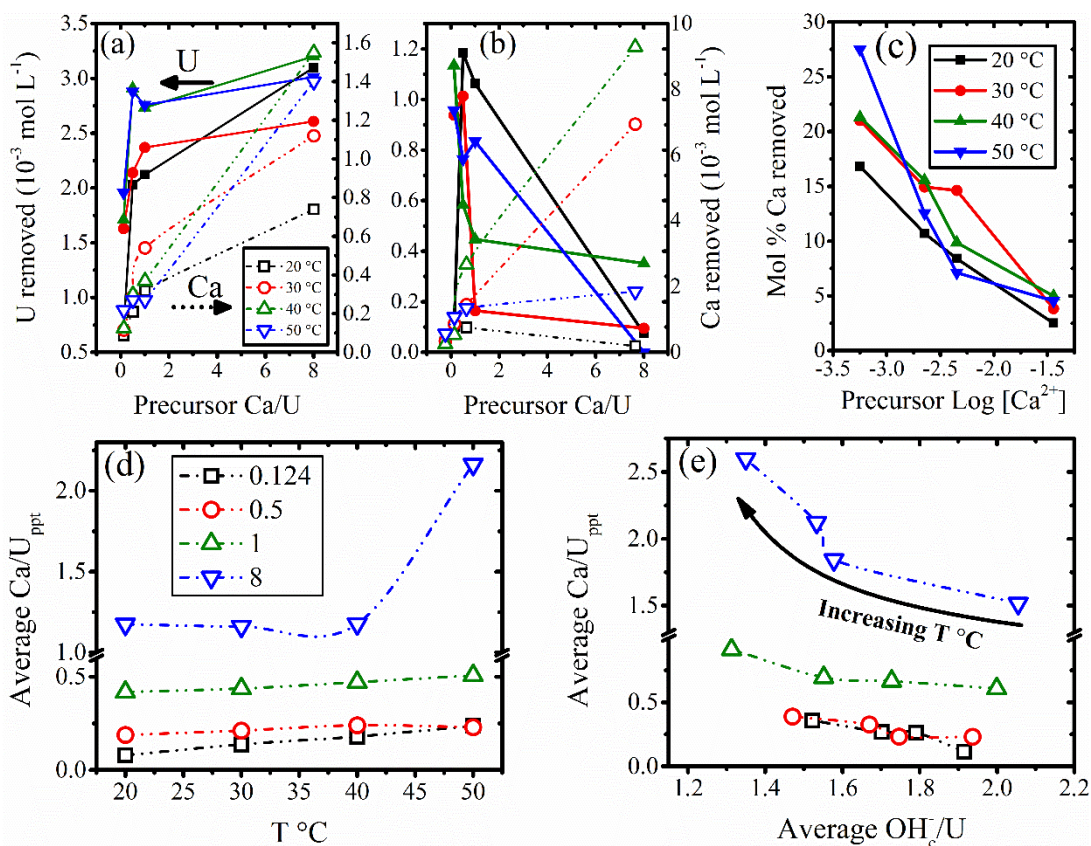 (a)
U
Ca
20 °C
30 °C
40 °C
50 °C
U removed (10⁻³ mol L⁻¹)
3.5
3.0
2.5
2.0
1.5
1.0
0.5
1.6
1.4
1.2
1.0
0.8
0.6
0.4
0.2
0.0
0 2 4 6 8
Precursor Ca/U
(b)
1.2
1.0
0.8
0.6
0.4
0.2
0.0
10
8
6
4
2
0
Ca removed (10⁻³ mol L⁻¹)
0 2 4 6 8
Precursor Ca/U
(c)
20 °C
30 °C
40 °C
50 °C
Mol % Ca removed
30
25
20
15
10
5
0
-3.5 -3.0 -2.5 -2.0 -1.5
Precursor Log [Ca²⁺]
(d)
0.124
0.5
1
8
Average Ca/Uₚₚₜ
2.0
1.5
1.0
0.5
0.0
20 30 40 50
T °C
(e)
Increasing T °C
Average Ca/Uₚₚₜ
2.5
2.0
1.5
0.5
0.0
1.2 1.4 1.6 1.8 2.0 2.2
Average OH⁻c/U